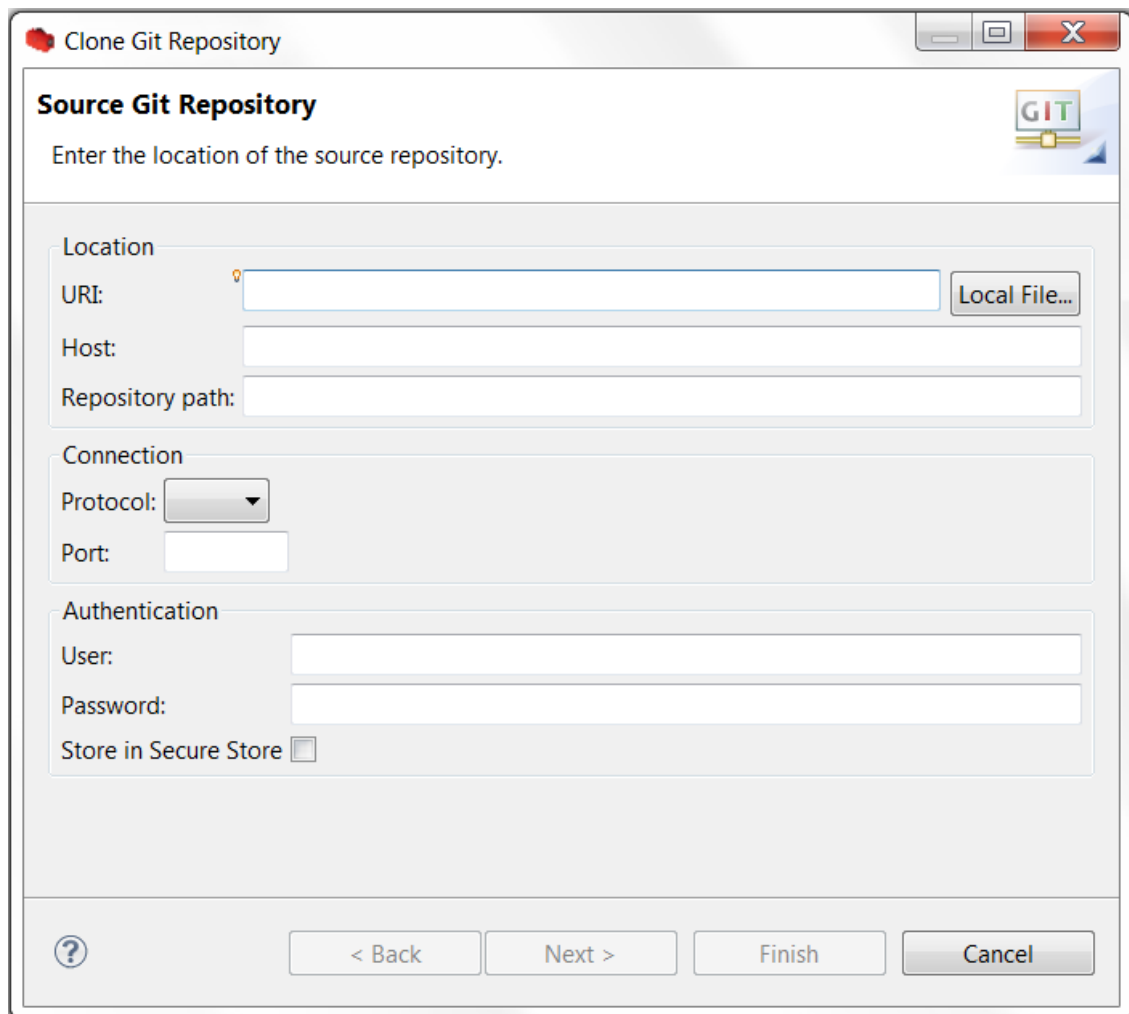 Clone Git Repository
Source Git Repository
Enter the location of the source repository.
GIT
Location
URI:
Local File...
Host:
Repository path:
Connection
Protocol:
Port:
Authentication
User:
Password:
Store in Secure Store
?
< Back
Next >
Finish
Cancel